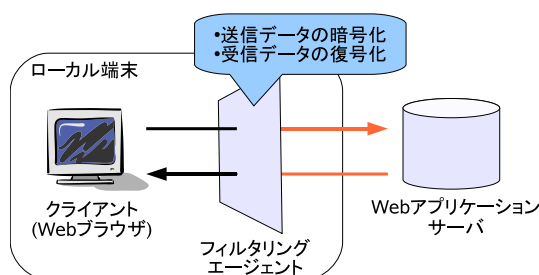 •送信データの暗号化
•受信データの復号化
ローカル端末
クライアント
(Webブラウザ)
フィルタリング
エージェント
Webアプリケーション
サーバ